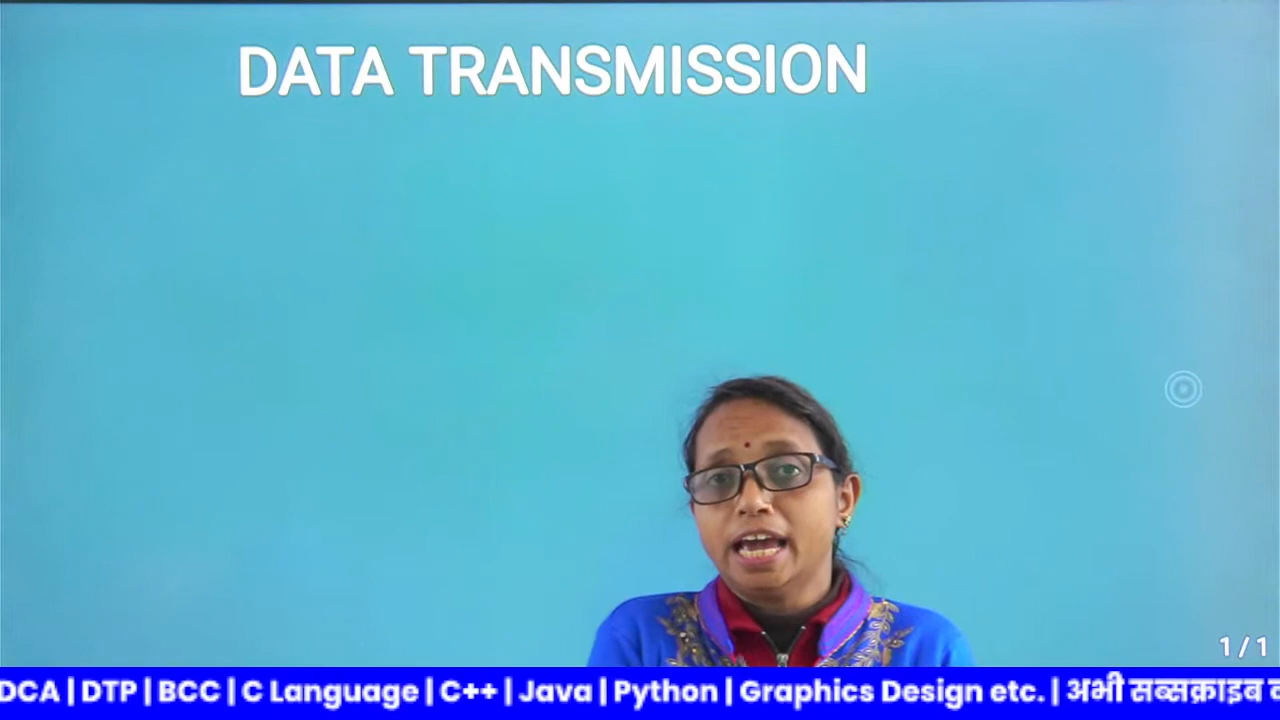 DATA TRANSMISSION
1 / 1
DCA | DTP | BCC | C Language | C++ | Java | Python | Graphics Design etc. | अभी सब्सक्राइब